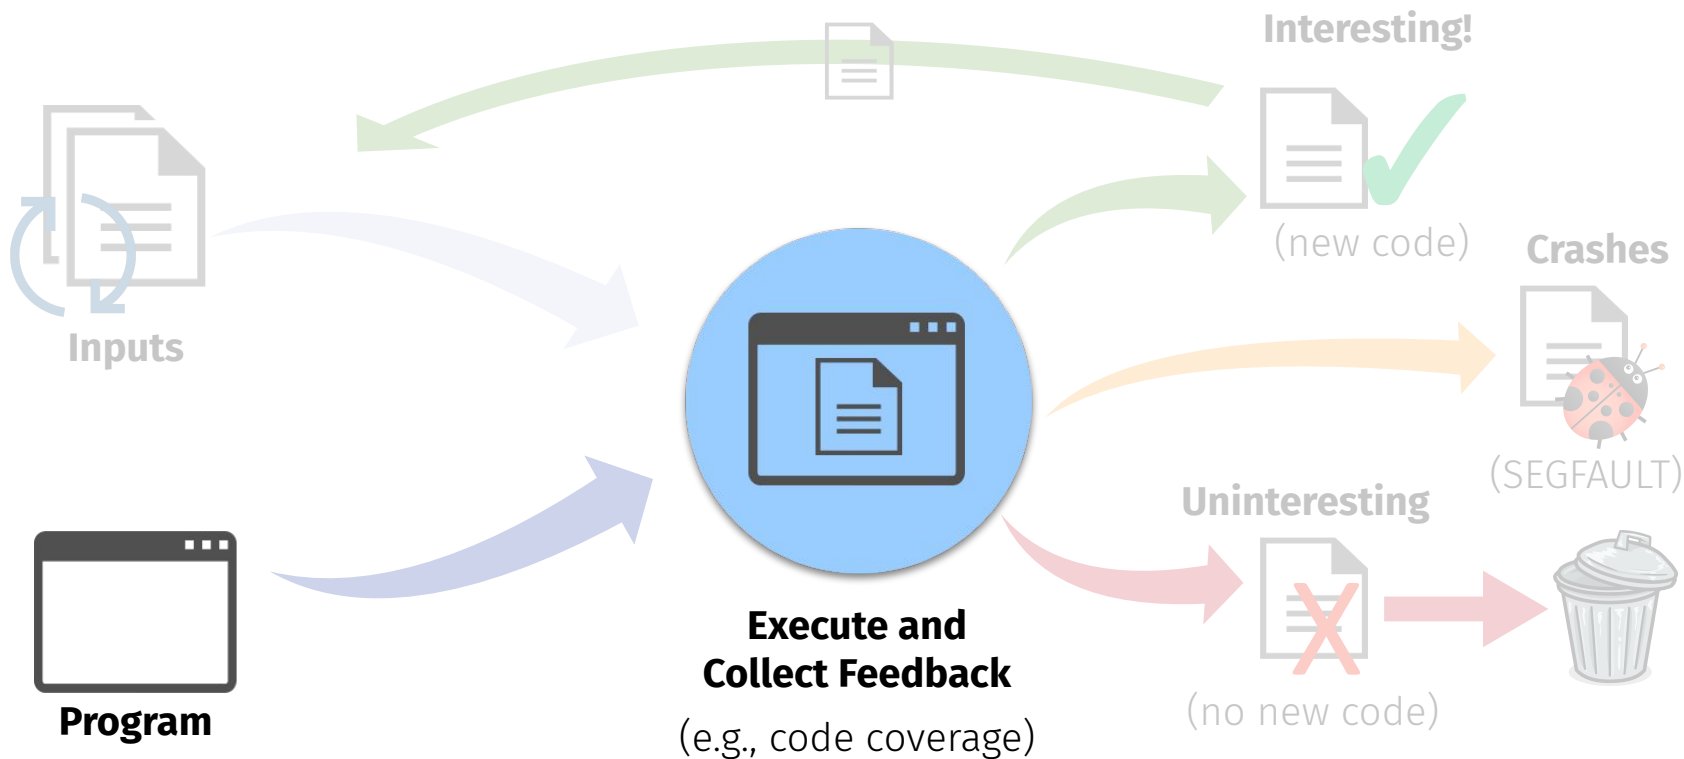 Interesting!
(new code)
Crashes
(SEGFAULT)
Inputs
Uninteresting
(no new code)
Program
Execute and
Collect Feedback
(e.g., code coverage)